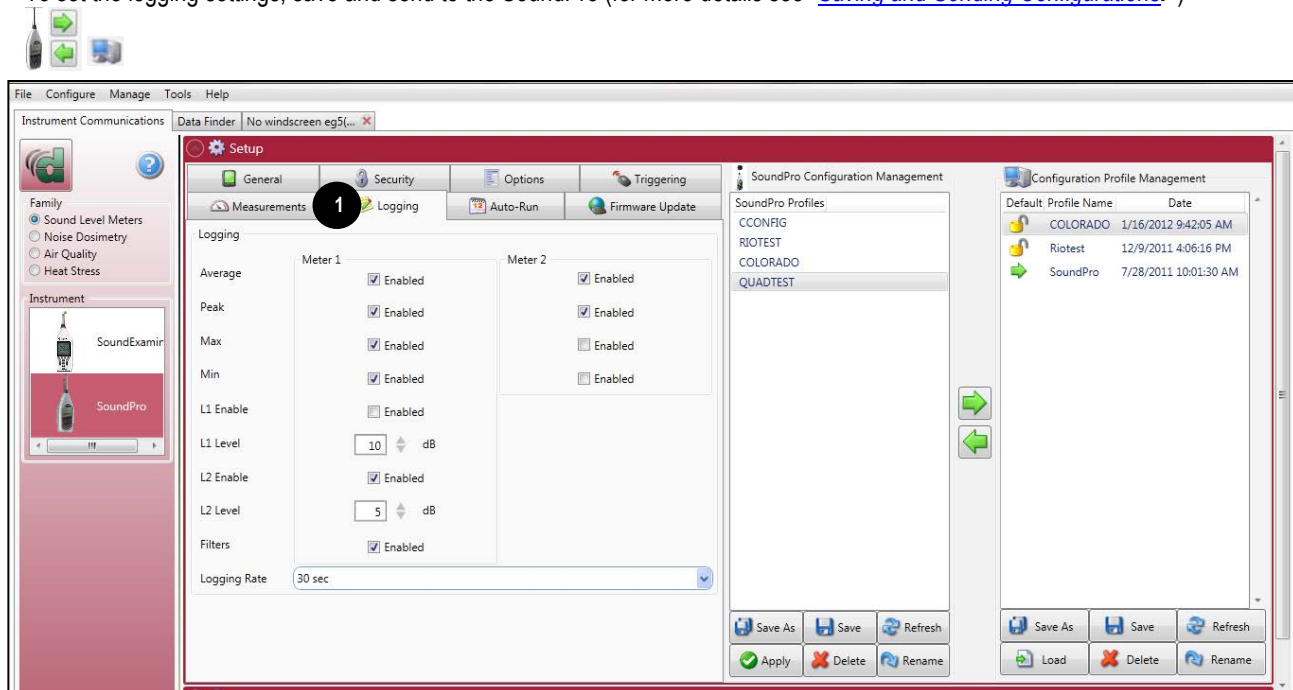 To set the logging settings, save and send to the SoundPro (for more details see "Saving and Sending Configurations.")
File Configure Manage Tools Help
Instrument Communications Data Finder No windscreen eg5(...
Setup
General Security Options Triggering
Measurements 1 Logging Auto-Run Firmware Update
Family
Sound Level Meters
Noise Dosimetry
Air Quality
Heat Stress
Instrument
SoundExamir
SoundPro
Logging
Meter 1 Meter 2
Average Enabled Enabled
Peak Enabled Enabled
Max Enabled Enabled
Min Enabled Enabled
L1 Enable Enabled
L1 Level 10 dB
L2 Enable Enabled
L2 Level 5 dB
Filters Enabled
Logging Rate 30 sec
SoundPro Configuration Management
SoundPro Profiles
CCONFIG
RIOTEST
COLORADO
QUADTEST
Save As Save Refresh
Apply Delete Rename
Configuration Profile Management
Default Profile Name Date
COLORADO 1/16/2012 9:42:05 AM
Riotest 12/9/2011 4:06:16 PM
SoundPro 7/28/2011 10:01:30 AM
Save As Save Refresh
Load Delete Rename